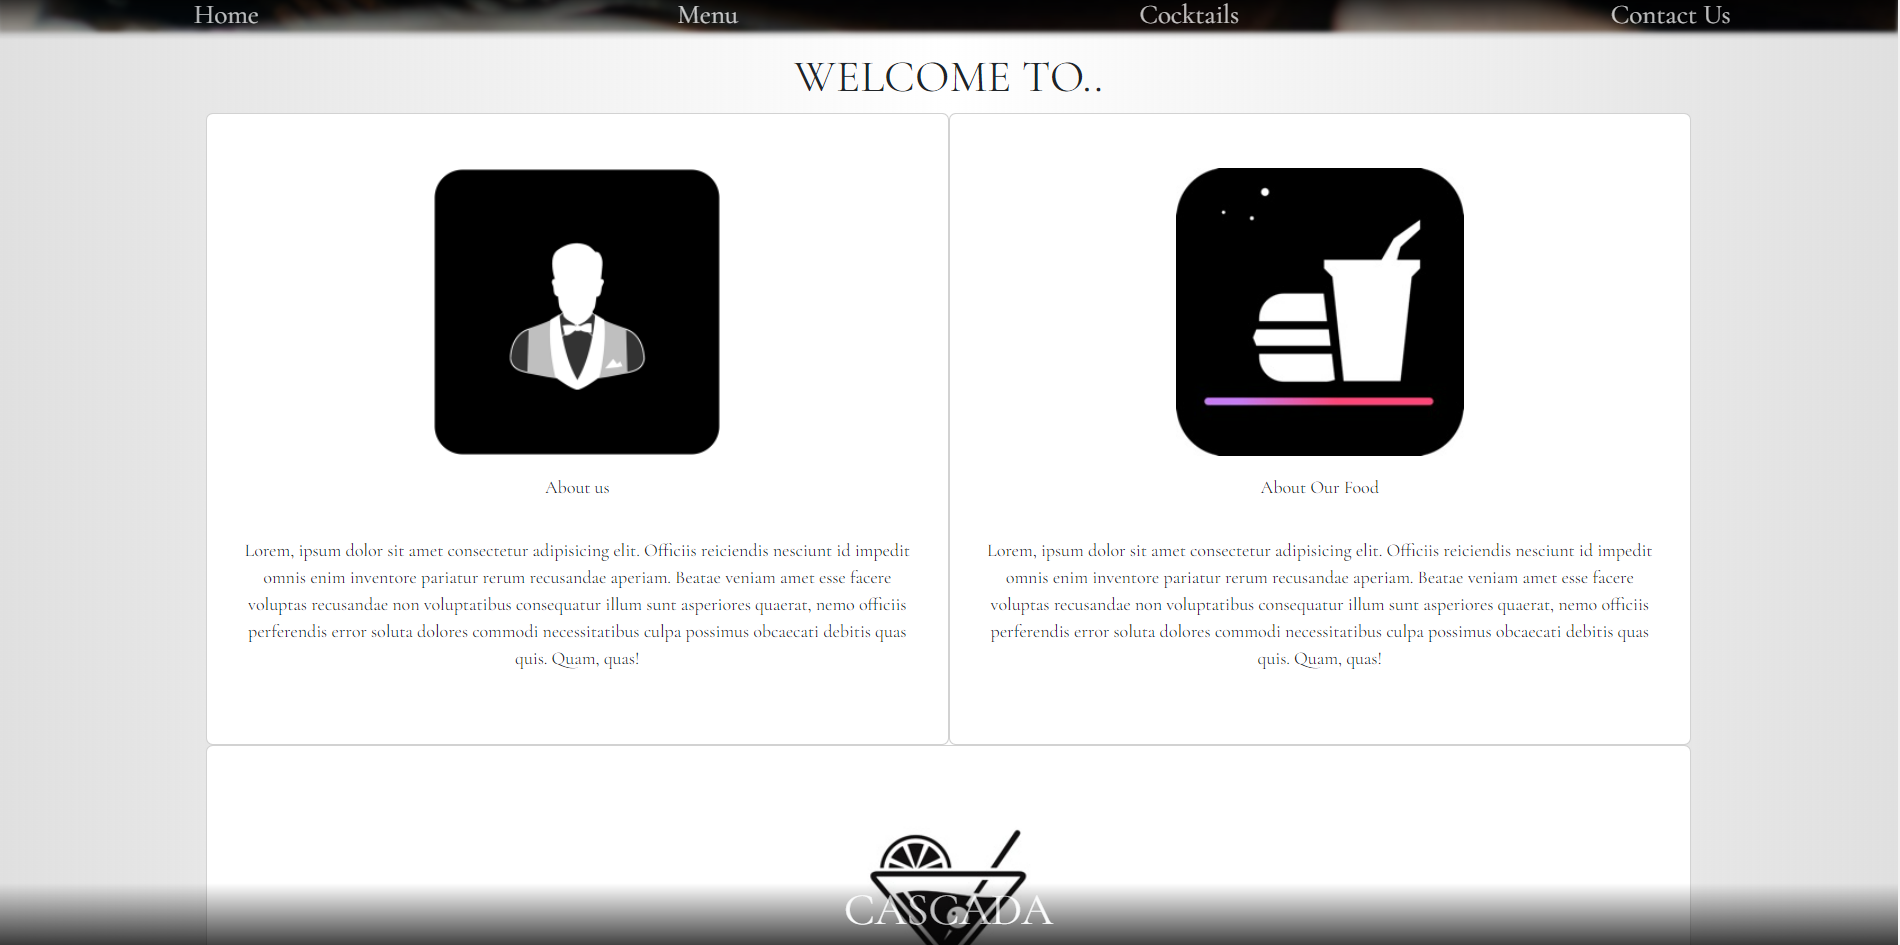 Home Menu Cocktails Contact Us
WELCOME TO..
About us
Lorem, ipsum dolor sit amet consectetur adipisicing elit. Officiis reiciendis nesciunt id impedit
omnis enim inventore pariatur rerum recusandae aperiam. Beatae veniam amet esse facere
voluptas recusandae non voluptatibus consequatur illum sunt asperiores quaerat, nemo officiis
perferendis error soluta dolores commodi necessitatibus culpa possimus obcaecati debitis quas
quis. Quam, quas!
About Our Food
Lorem, ipsum dolor sit amet consectetur adipisicing elit. Officiis reiciendis nesciunt id impedit
omnis enim inventore pariatur rerum recusandae aperiam. Beatae veniam amet esse facere
voluptas recusandae non voluptatibus consequatur illum sunt asperiores quaerat, nemo officiis
perferendis error soluta dolores commodi necessitatibus culpa possimus obcaecati debitis quas
quis. Quam, quas!
CASCADA